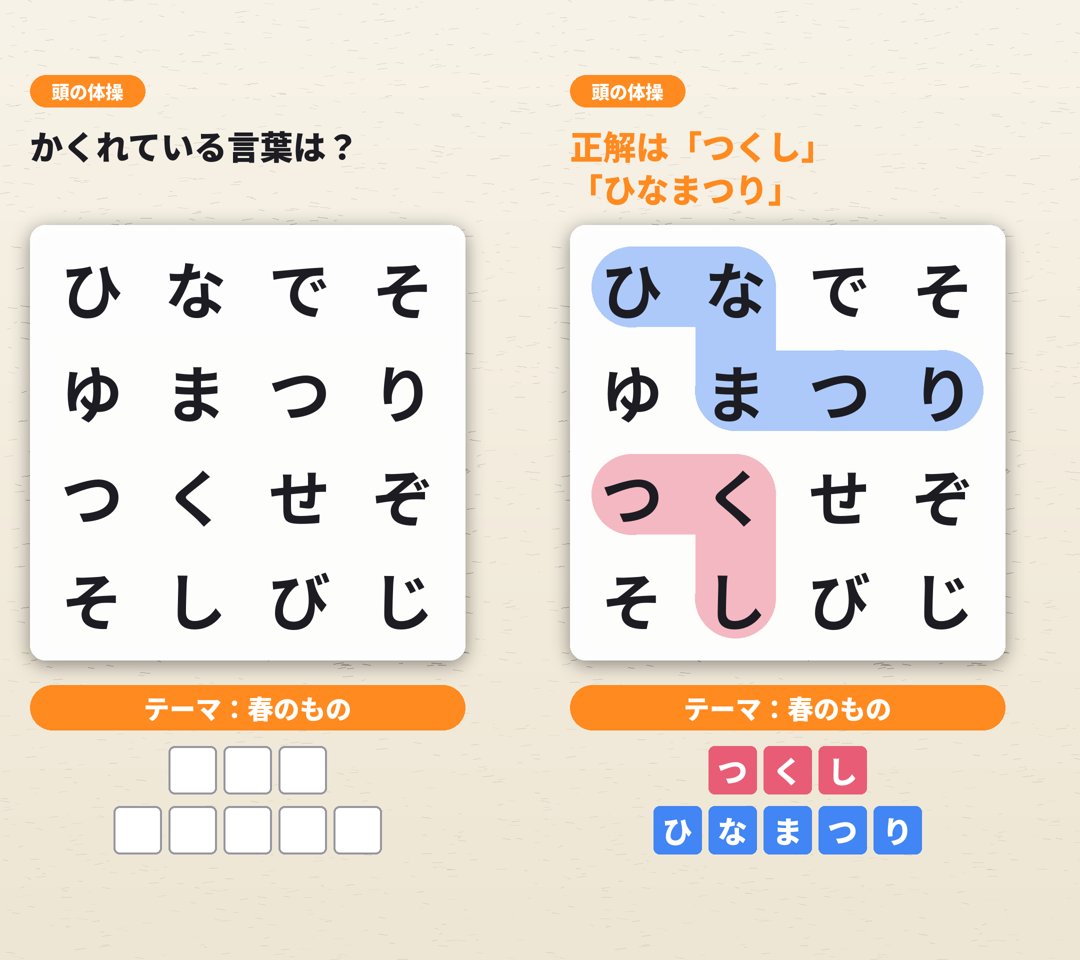 頭の体操
かくれている言葉は？
ひ な で そ
ゆ ま つ り
つ く せ ぞ
そ し び じ
テーマ：春のもの
頭の体操
正解は「つくし」
「ひなまつり」
ひ な で そ
ゆ ま つ り
つ く せ ぞ
そ し び じ
テーマ：春のもの
つ く し
ひ な ま つ り